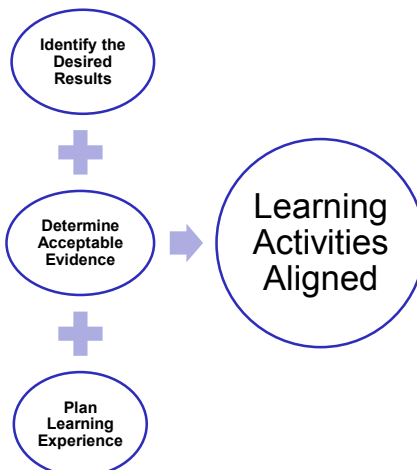 Identify the
Desired
Results
Determine
Acceptable
Evidence
Learning
Activities
Aligned
Plan
Learning
Experience